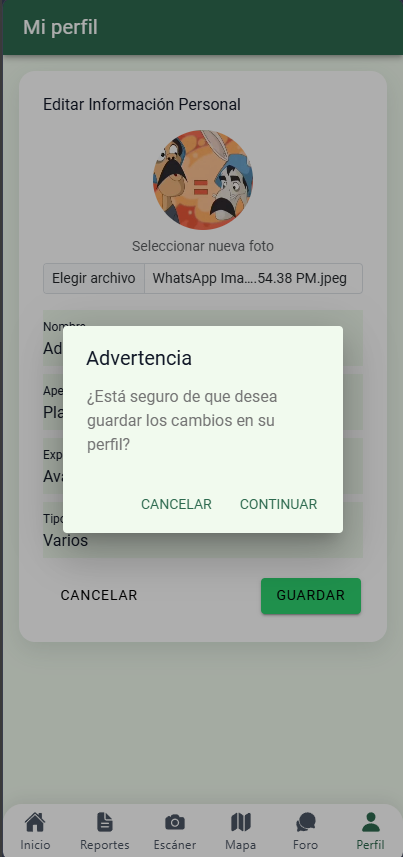 Mi perfil
Editar Información Personal
=
Seleccionar nueva foto
Elegir archivo WhatsApp Ima....54.38 PM.jpeg
Advertencia
¿Está seguro de que desea
guardar los cambios en su
perfil?
CANCELAR CONTINUAR
Varios
CANCELAR GUARDAR
Inicio Reportes Escáner Mapa Foro Perfil